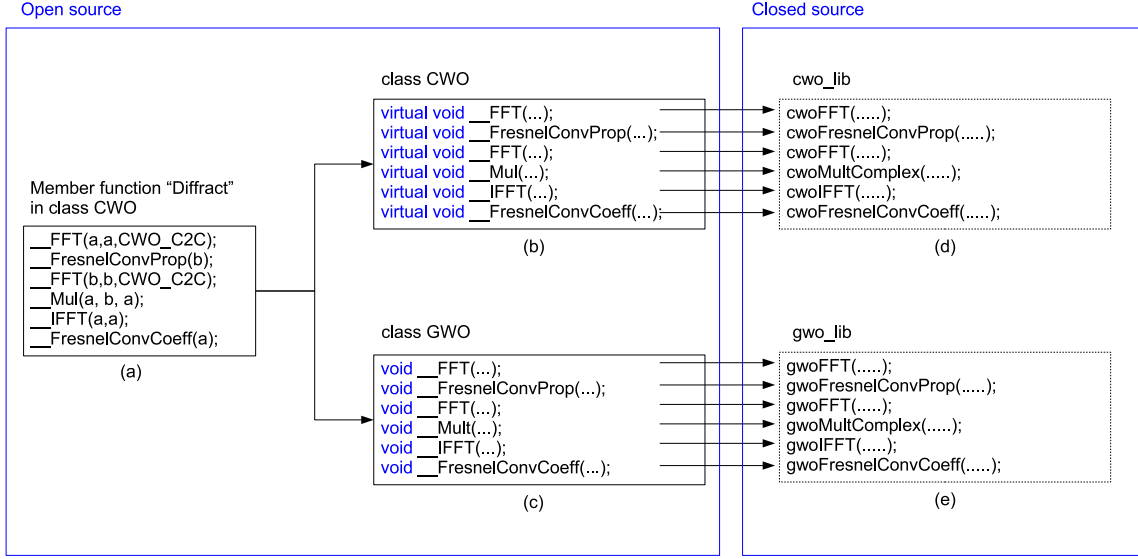 Open source
Closed source
Member function “Diffract”
in class CWO
__FFT(a,a,CWO_C2C);
__FresnelConvProp(b);
__FFT(b,b,CWO_C2C);
__Mul(a, b, a);
__IFFT(a,a);
__FresnelConvCoeff(a);
(a)
class CWO
virtual void __FFT(...);
virtual void __FresnelConvProp(...);
virtual void __FFT(...);
virtual void __Mul(...);
virtual void __IFFT(...);
virtual void __FresnelConvCoeff(...);
(b)
class GWO
void __FFT(...);
void __FresnelConvProp(...);
void __FFT(...);
void __Mult(...);
void __IFFT(...);
void __FresnelConvCoeff(...);
(c)
cwo_lib
cwoFFT(.....);
cwoFresnelConvProp(.....);
cwoFFT(.....);
cwoMultComplex(.....);
cwoIFFT(.....);
cwoFresnelConvCoeff(.....);
(d)
gwo_lib
gwoFFT(.....);
gwoFresnelConvProp(.....);
gwoFFT(.....);
gwoMultComplex(.....);
gwoIFFT(.....);
gwoFresnelConvCoeff(.....);
(e)